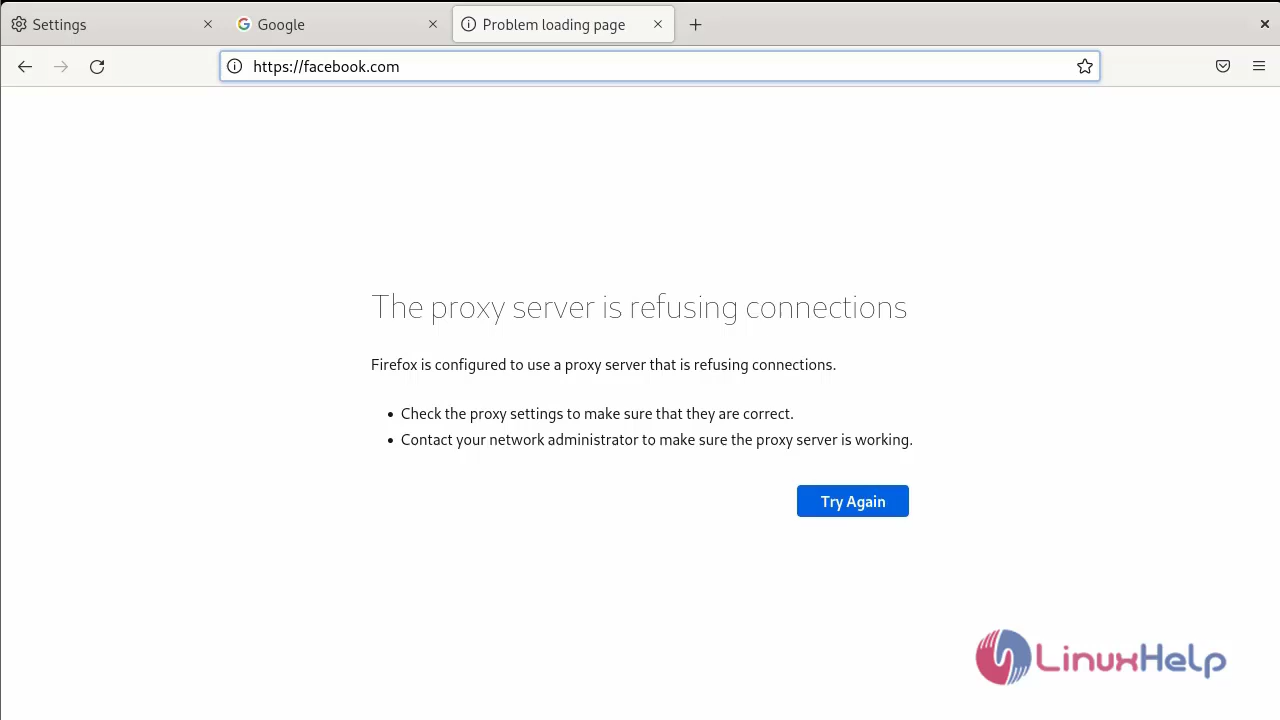 Settings
Google
Problem loading page
https://facebook.com
The proxy server is refusing connections
Firefox is configured to use a proxy server that is refusing connections.
• Check the proxy settings to make sure that they are correct.
• Contact your network administrator to make sure the proxy server is working.
Try Again
LinuxHelp